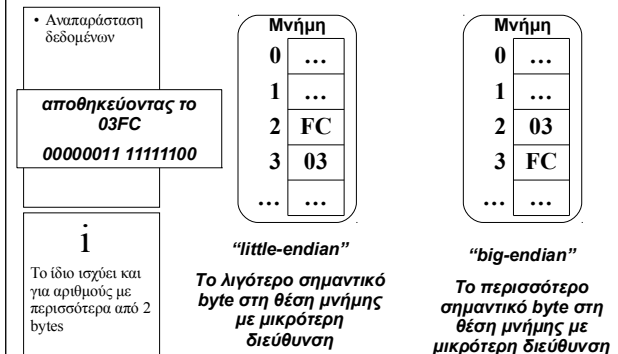 • Αναπαράσταση
δεδομένων
αποθηκεύοντας το
03FC
00000011 11111100
i
Το ίδιο ισχύει και
για αριθμούς με
περισσότερα από 2
bytes
Μνήμη
0 ...
1 ...
2 FC
3 03
... ...
“little-endian”
Το λιγότερο σημαντικό
byte στη θέση μνήμης
με μικρότερη
διεύθυνση
Μνήμη
0 ...
1 ...
2 03
3 FC
... ...
“big-endian”
Το περισσότερο
σημαντικό byte στη
θέση μνήμης με
μικρότερη διεύθυνση